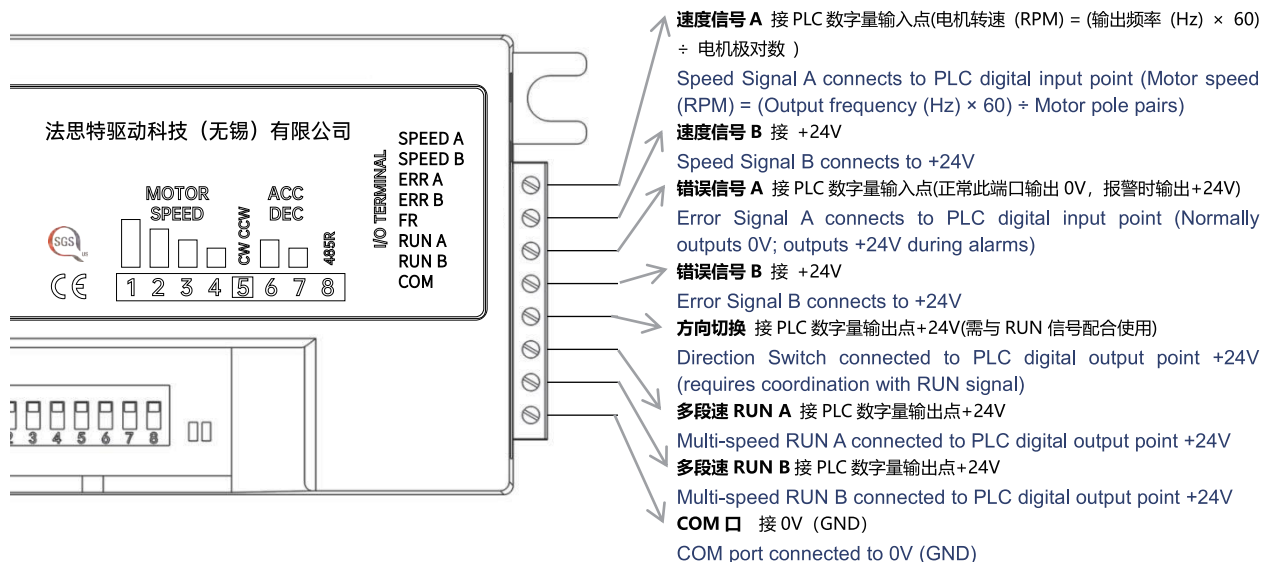 法思特驱动科技（无锡）有限公司
MOTOR
SPEED
ACC
DEC
CW CCW
485R
SGS
CE
1 2 3 4 5 6 7 8
I/O TERMINAL
SPEED A
SPEED B
ERR A
ERR B
FR
RUN A
RUN B
COM
2 3 4 5 6 7 8
速度信号 A 接 PLC 数字量输入点(电机转速 (RPM) = (输出频率 (Hz) × 60)
÷ 电机极对数 )
Speed Signal A connects to PLC digital input point (Motor speed
(RPM) = (Output frequency (Hz) × 60) ÷ Motor pole pairs)
速度信号 B 接 +24V
Speed Signal B connects to +24V
错误信号 A 接 PLC 数字量输入点(正常此端口输出 0V，报警时输出+24V)
Error Signal A connects to PLC digital input point (Normally
outputs 0V; outputs +24V during alarms)
错误信号 B 接 +24V
Error Signal B connects to +24V
方向切换 接 PLC 数字量输出点+24V(需与 RUN 信号配合使用)
Direction Switch connected to PLC digital output point +24V
(requires coordination with RUN signal)
多段速 RUN A 接 PLC 数字量输出点+24V
Multi-speed RUN A connected to PLC digital output point +24V
多段速 RUN B 接 PLC 数字量输出点+24V
Multi-speed RUN B connected to PLC digital output point +24V
COM 口 接 0V（GND）
COM port connected to 0V (GND)